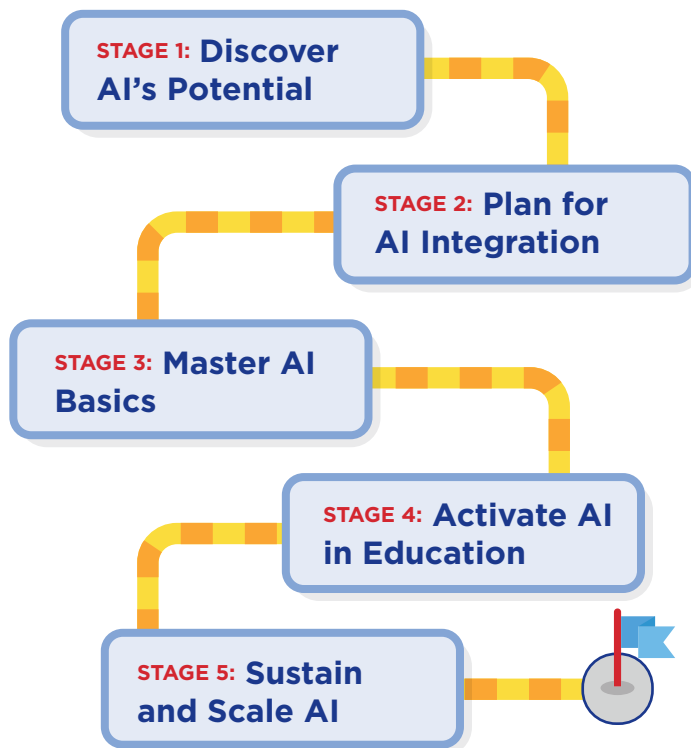 STAGE 1: Discover
AI’s Potential
STAGE 2: Plan for
AI Integration
STAGE 3: Master AI
Basics
STAGE 4: Activate AI
in Education
STAGE 5: Sustain
and Scale AI